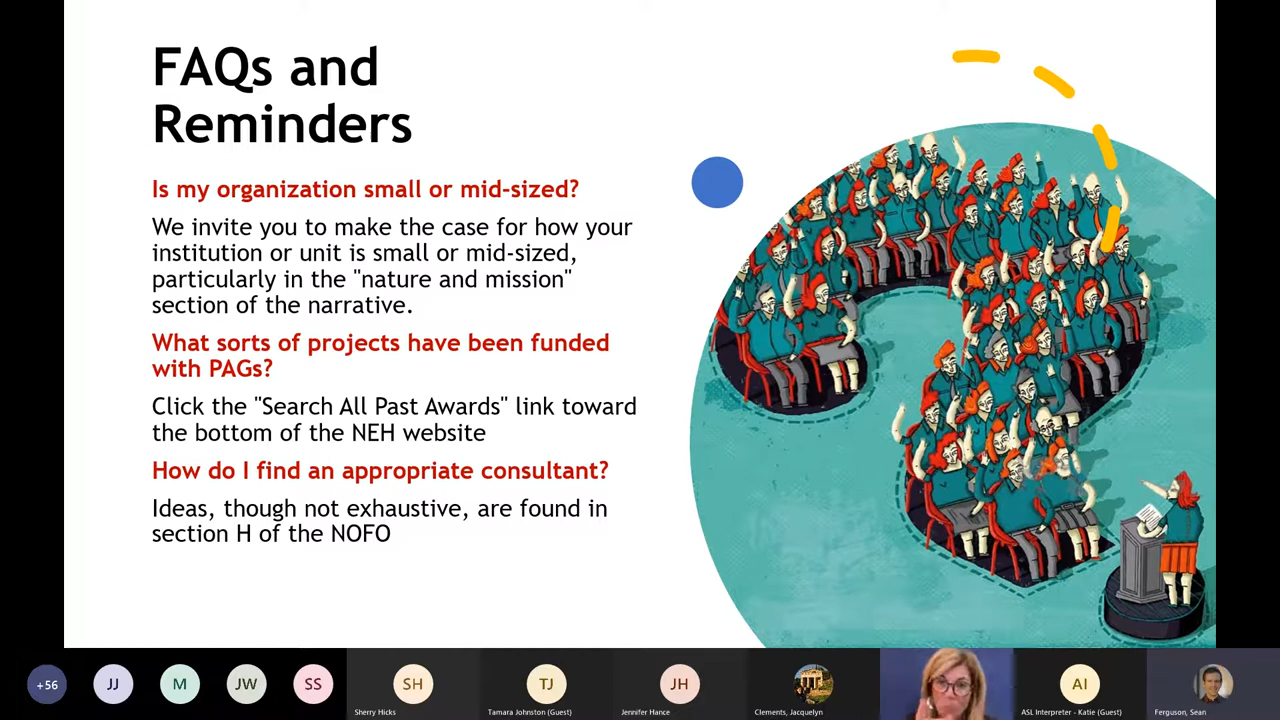 FAQs and
Reminders
Is my organization small or mid-sized?
We invite you to make the case for how your
institution or unit is small or mid-sized,
particularly in the "nature and mission"
section of the narrative.
What sorts of projects have been funded
with PAGs?
Click the "Search All Past Awards" link toward
the bottom of the NEH website
How do I find an appropriate consultant?
Ideas, though not exhaustive, are found in
section H of the NOFO
+56
JJ
M
JW
SS
SH
TJ
JH
AI
Sherry Hicks
Tamara Johnston (Guest)
Jennifer Hance
Clements, Jacquelyn
ASL Interpreter - Katie (Guest)
Ferguson, Sean